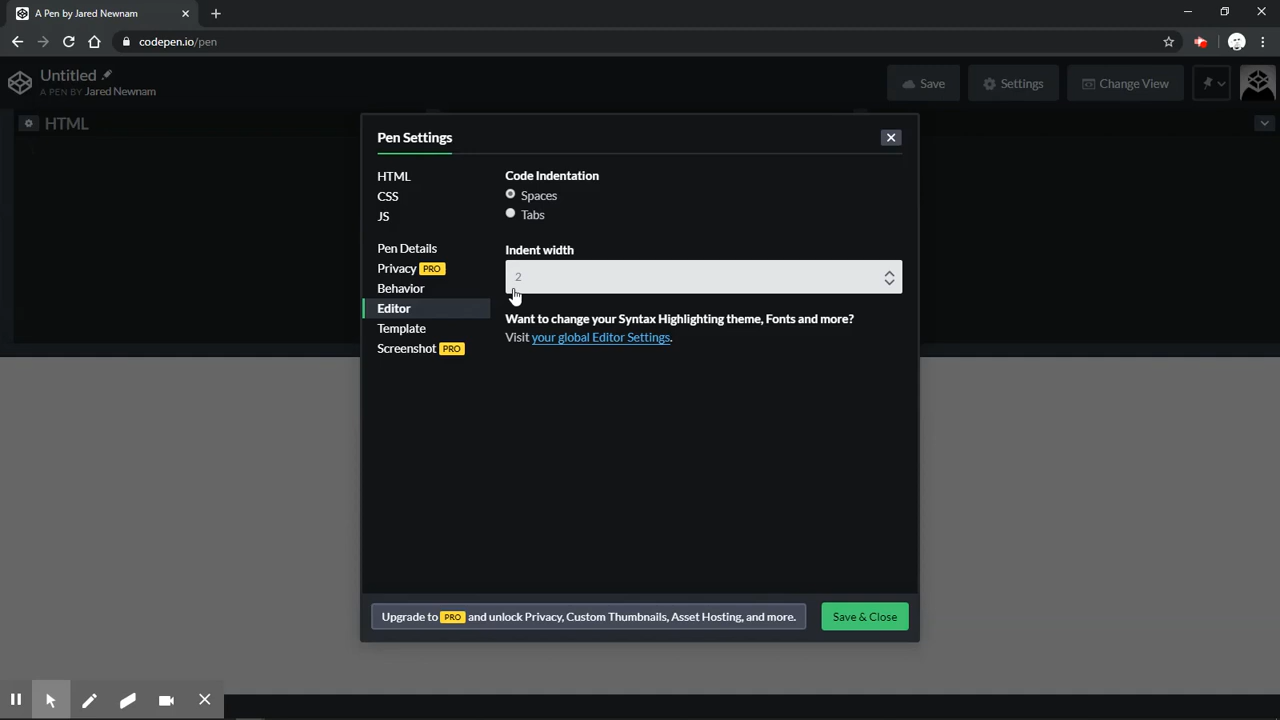 A Pen by Jared Newnam
codepen.io/pen
Untitled
A PEN BY Jared Newnam
Save
Settings
Change View
HTML
Pen Settings
HTML
CSS
JS
Pen Details
Privacy PRO
Behavior
Editor
Template
Screenshot PRO
Code Indentation
Spaces
Tabs
Indent width
2
Want to change your Syntax Highlighting theme, Fonts and more?
Visit your global Editor Settings.
Upgrade to PRO and unlock Privacy, Custom Thumbnails, Asset Hosting, and more.
Save & Close